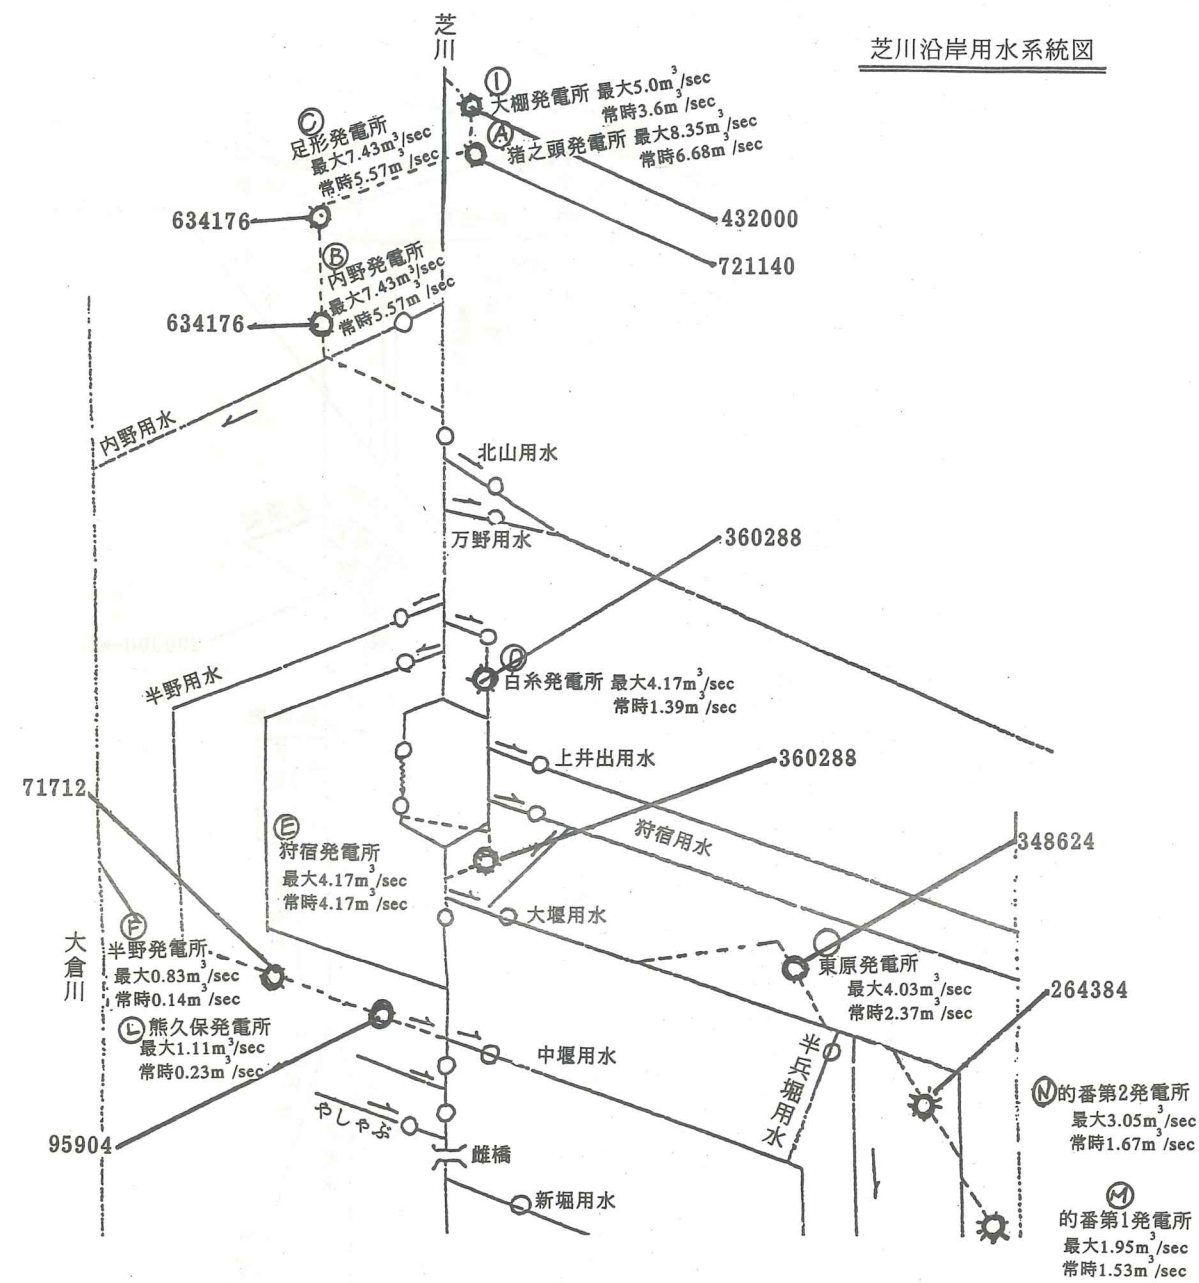 芝川
芝川沿岸用水系統図
I
大棚発電所 最大5.0m³/sec
常時3.6m³/sec
A
猪之頭発電所 最大8.35m³/sec
常時6.68m³/sec
C
足形発電所
最大7.43m³/sec
常時5.57m³/sec
634176
432000
721140
B
内野発電所
最大7.43m³/sec
常時5.57m³/sec
634176
内野用水
北山用水
万野用水
360288
半野用水
白糸発電所 最大4.17m³/sec
常時1.39m³/sec
上井出用水
360288
71712
狩宿用水
E
狩宿発電所
最大4.17m³/sec
常時4.17m³/sec
348624
大堰用水
大倉川
F
半野発電所
最大0.83m³/sec
常時0.14m³/sec
東原発電所
最大4.03m³/sec
常時2.37m³/sec
264384
L
熊久保発電所
最大1.11m³/sec
常時0.23m³/sec
中堰用水
半兵堀用水
N
的番第2発電所
最大3.05m³/sec
常時1.67m³/sec
やしゃぶ
95904
雌橋
新堀用水
M
的番第1発電所
最大1.95m³/sec
常時1.53m³/sec